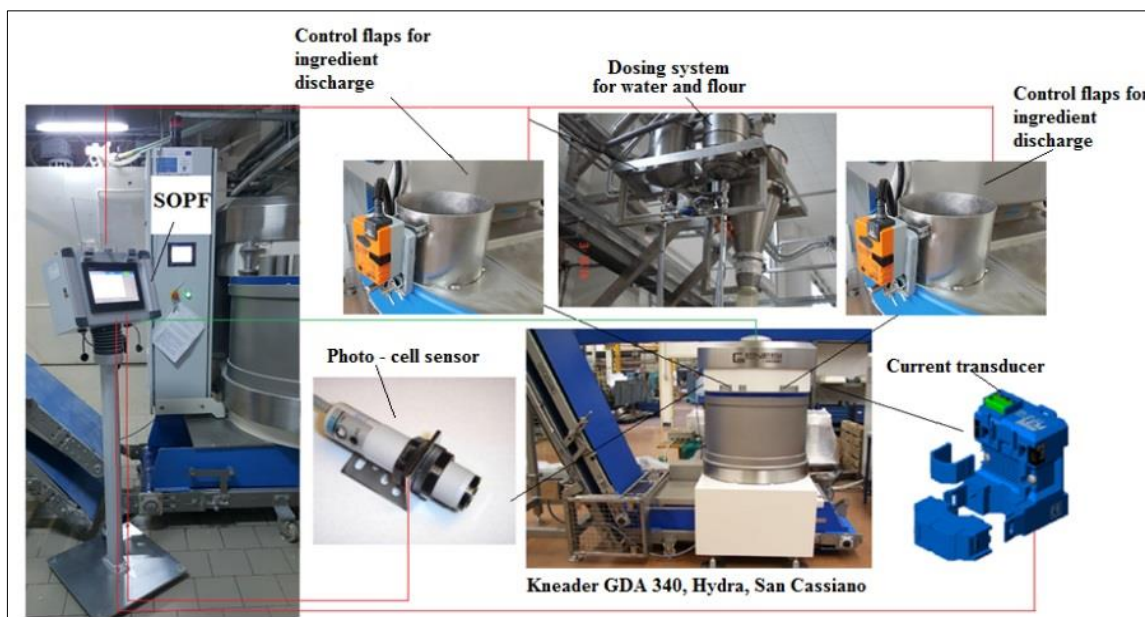 Control flaps for
ingredient
discharge
Dosing system
for water and flour
Control flaps for
ingredient
discharge
SOPF
Photo - cell sensor
Current transducer
Kneader GDA 340, Hydra, San Cassiano